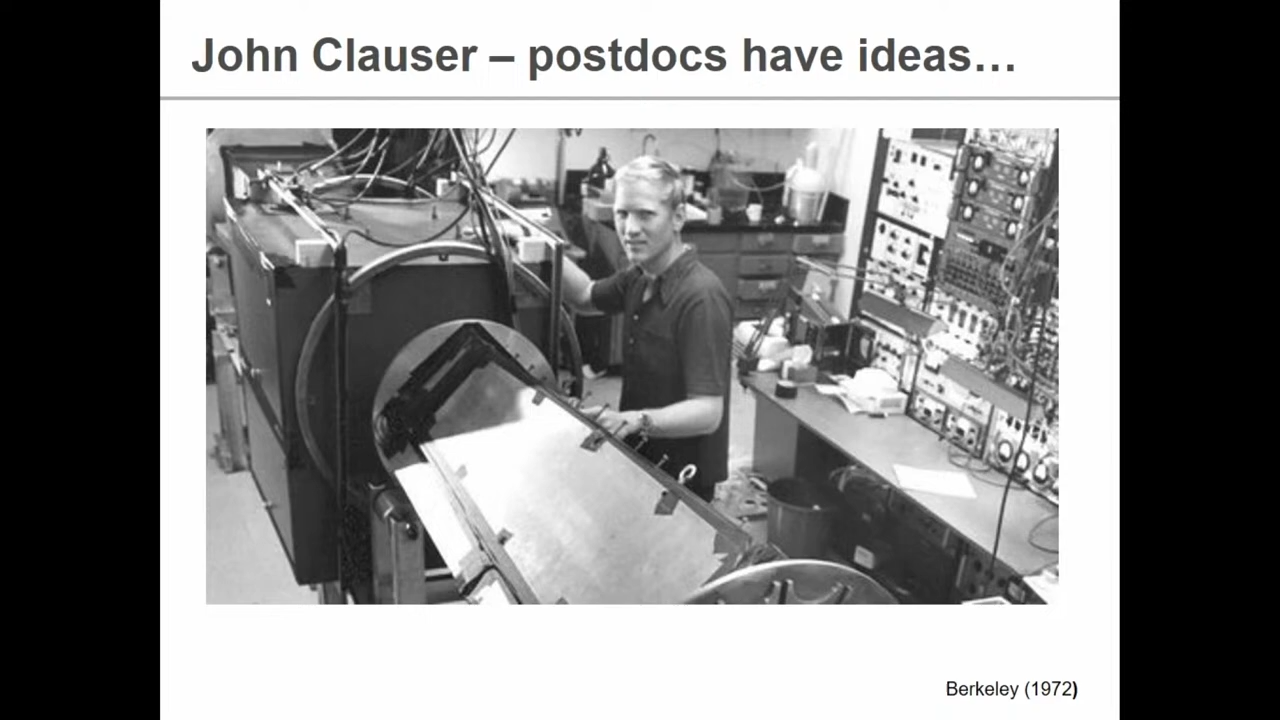 John Clauser – postdocs have ideas…
Berkeley (1972)